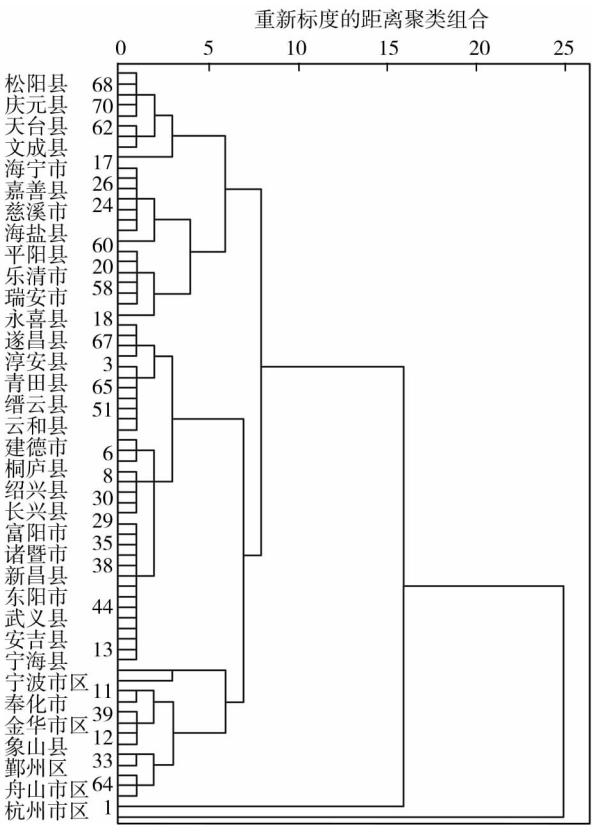 重新标度的距离聚类组合
0 5 10 15 20 25
松阳县 68
庆元县 70
天台县 62
文成县
17
海宁市
嘉善县 26
慈溪市 24
海盐县
60
平阳县
乐清市 20
瑞安市 58
永喜县 18
遂昌县 67
淳安县 3
青田县 65
缙云县 51
云和县
建德市 6
桐庐县 8
绍兴县 30
长兴县
29
富阳市
诸暨市 35
新昌县 38
东阳市
44
武义县
安吉县 13
宁海县
宁波市区 11
奉化市 39
金华市区 12
象山县
鄞州区 33
舟山市区 64
杭州市区 1